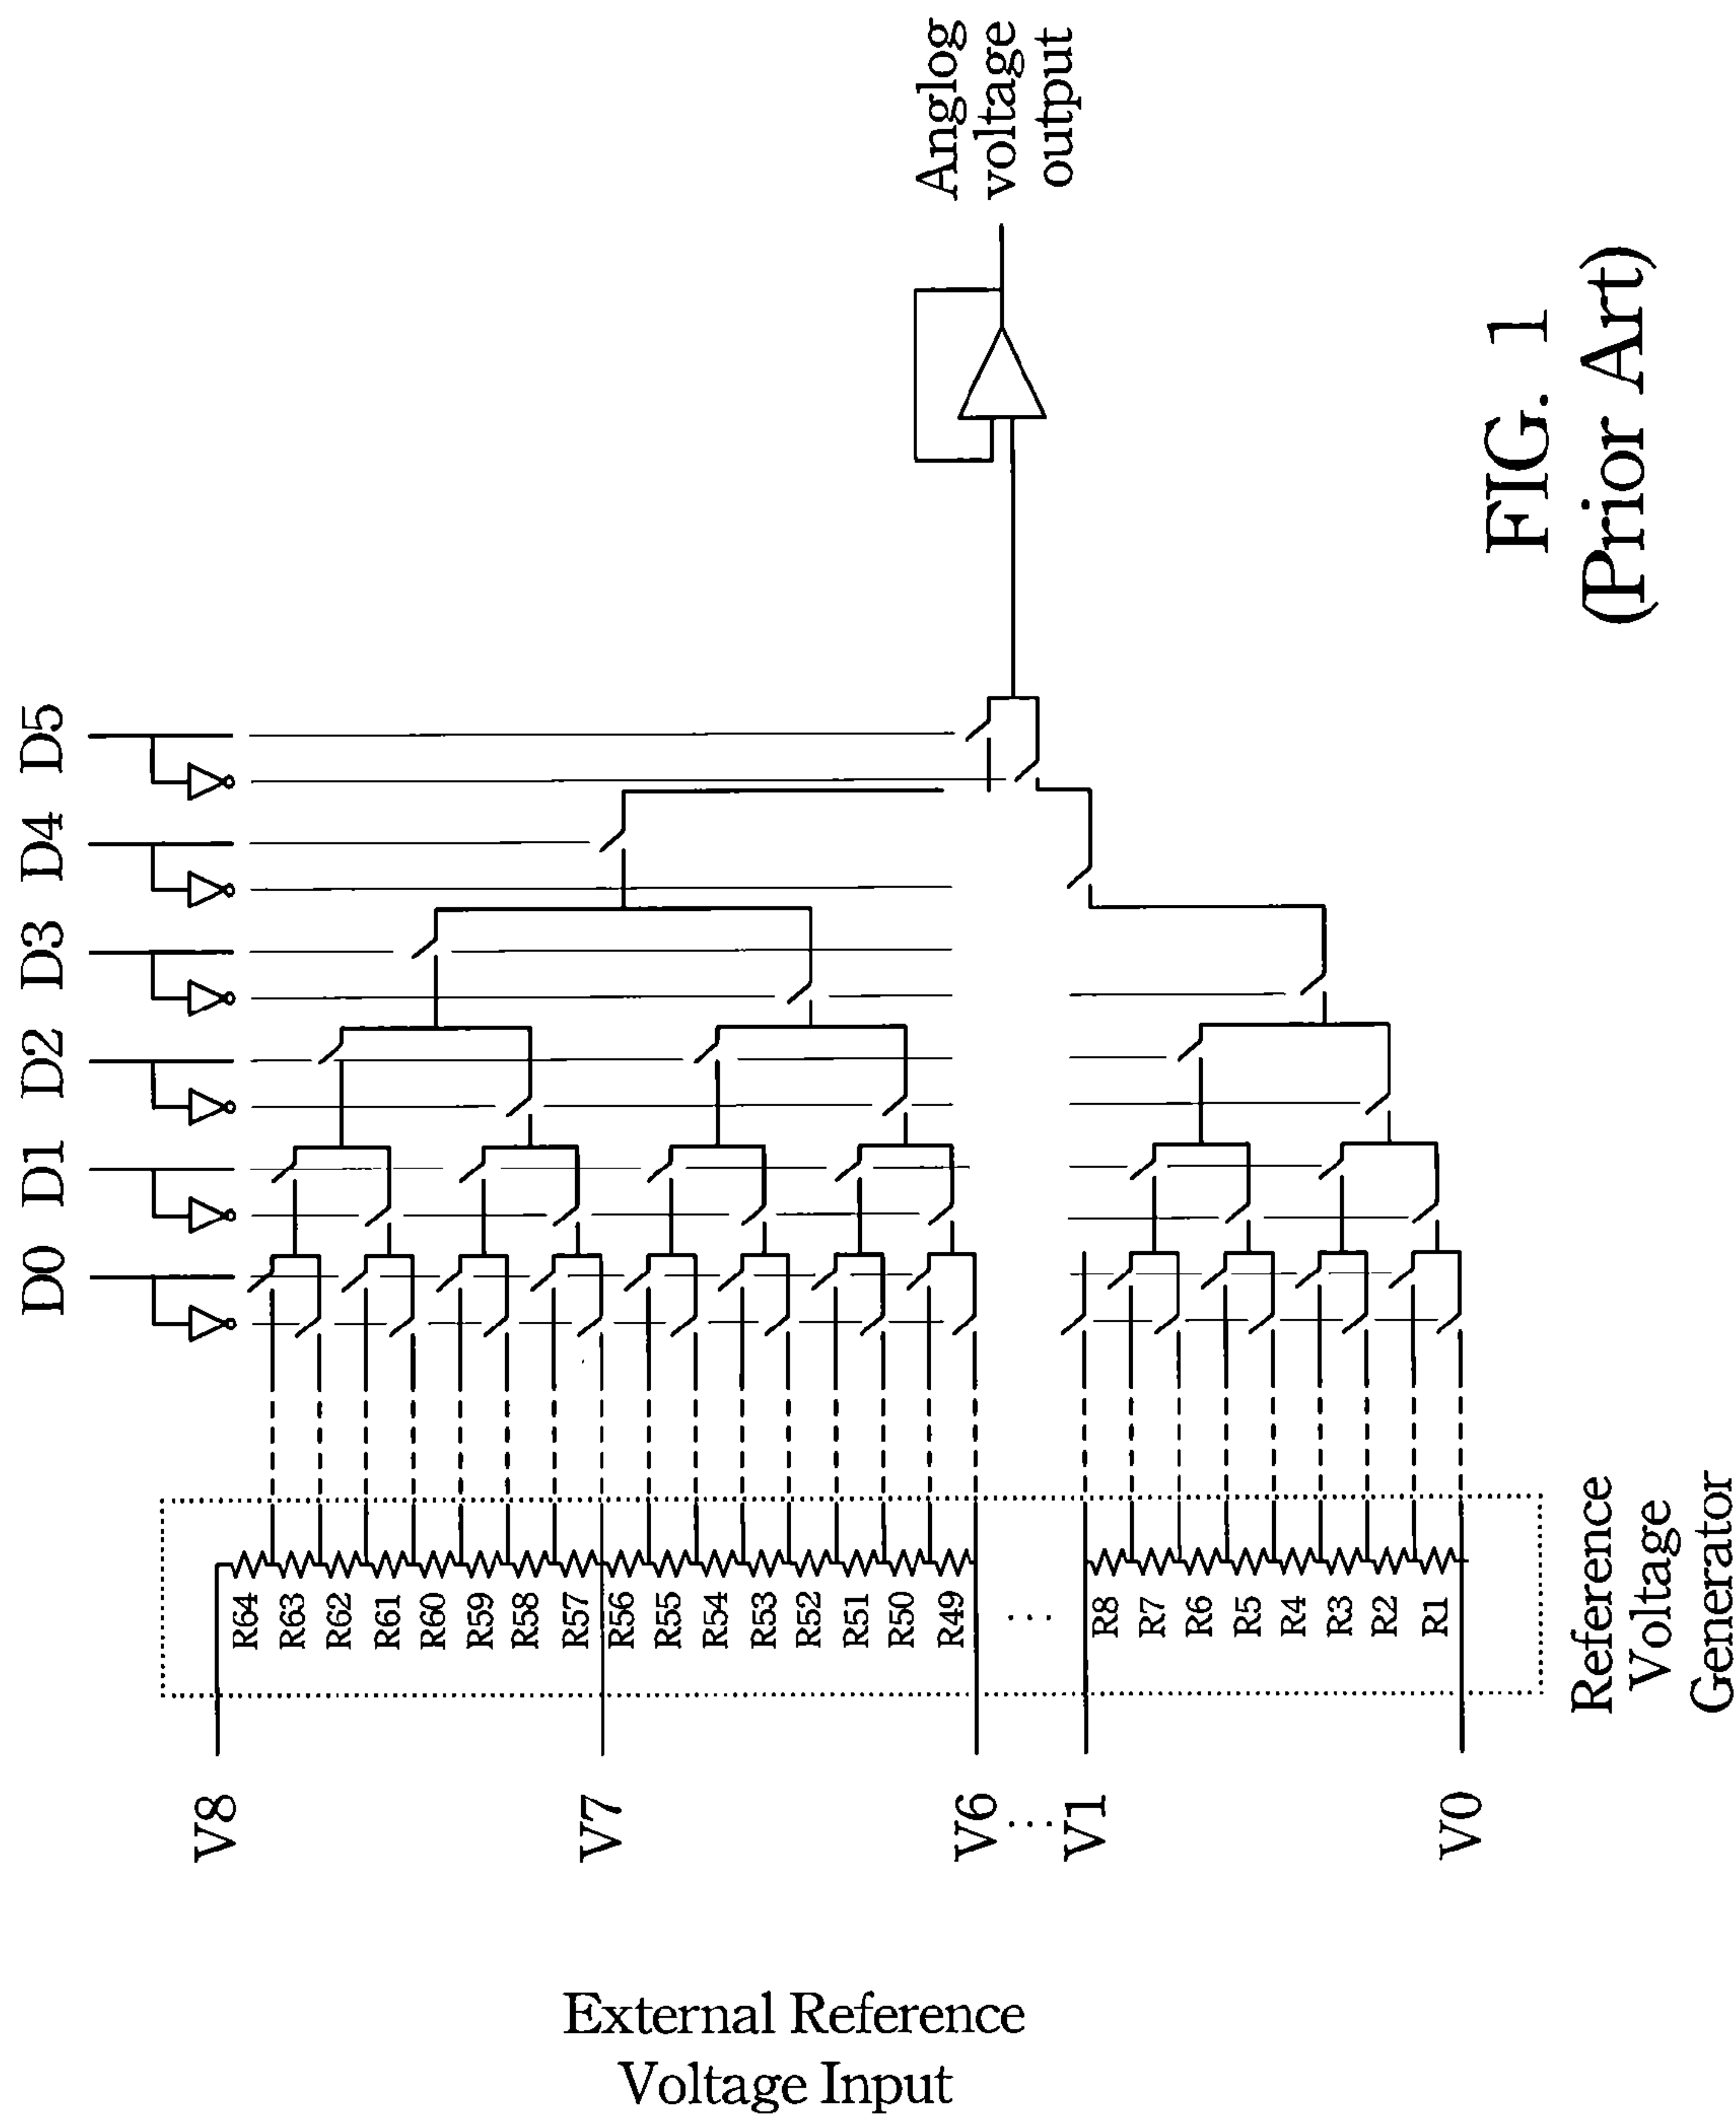 D0 D1 D2 D3 D4 D5
V8
R64
R63
R62
R61
R60
R59
R58
R57
V7
R56
R55
R54
R53
R52
R51
R50
R49
V6
⋮
⋮
V1
R8
R7
R6
R5
R4
R3
R2
R1
V0
External Reference
Voltage Input
Reference
Voltage
Generator
Anglog
voltage
output
FIG. 1
(Prior Art)